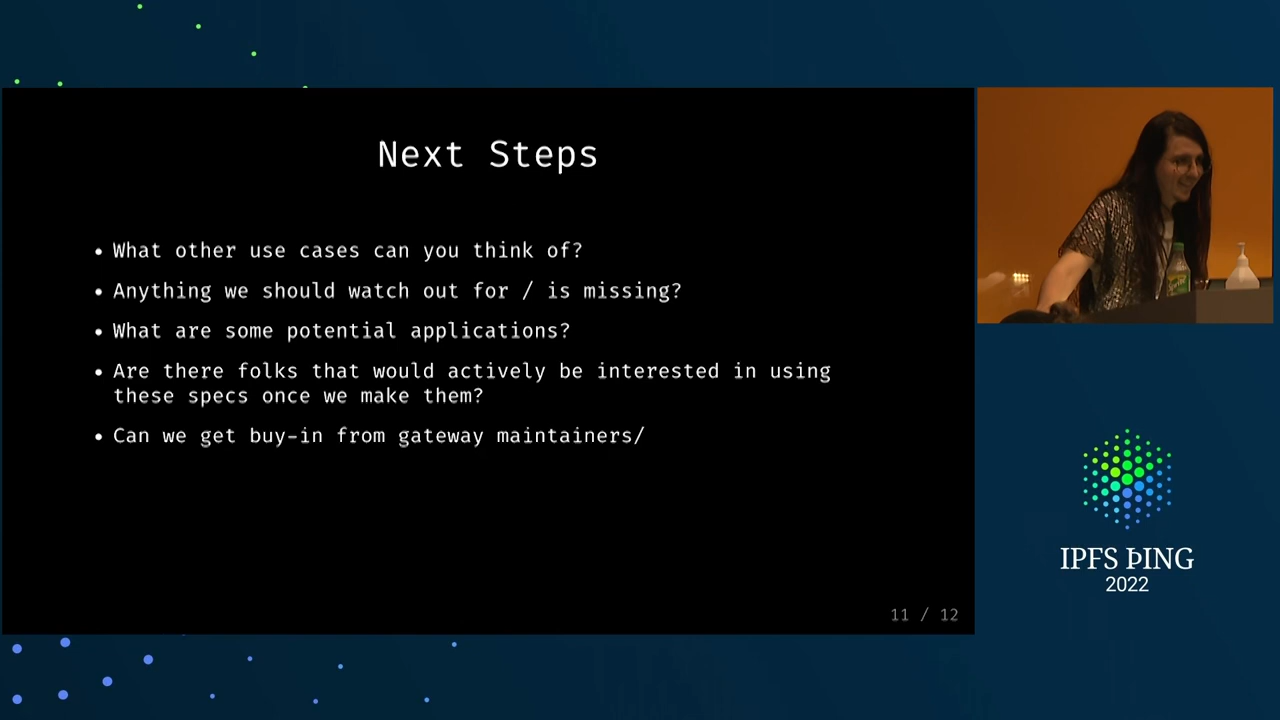 Next Steps
• What other use cases can you think of?
• Anything we should watch out for / is missing?
• What are some potential applications?
• Are there folks that would actively be interested in using
these specs once we make them?
• Can we get buy-in from gateway maintainers/
11 / 12
IPFS ÞING
2022